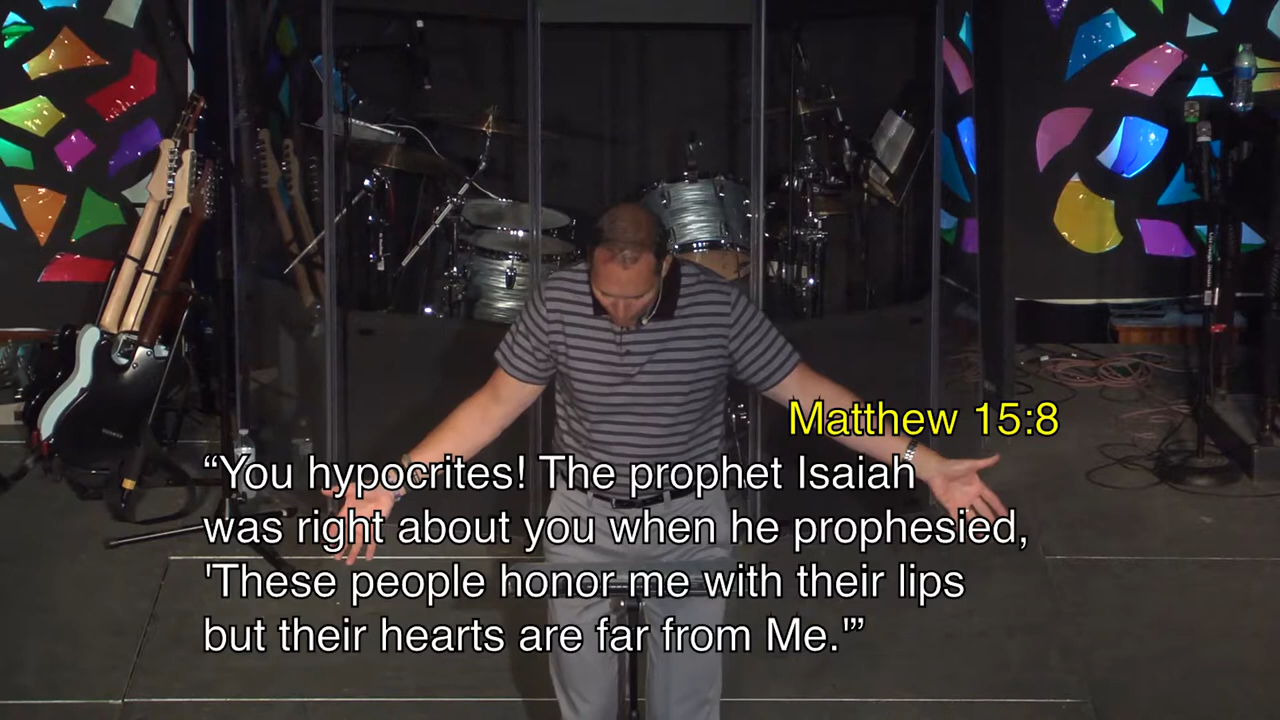 Matthew 15:8
“You hypocrites! The prophet Isaiah
was right about you when he prophesied,
'These people honor me with their lips
but their hearts are far from Me.'”